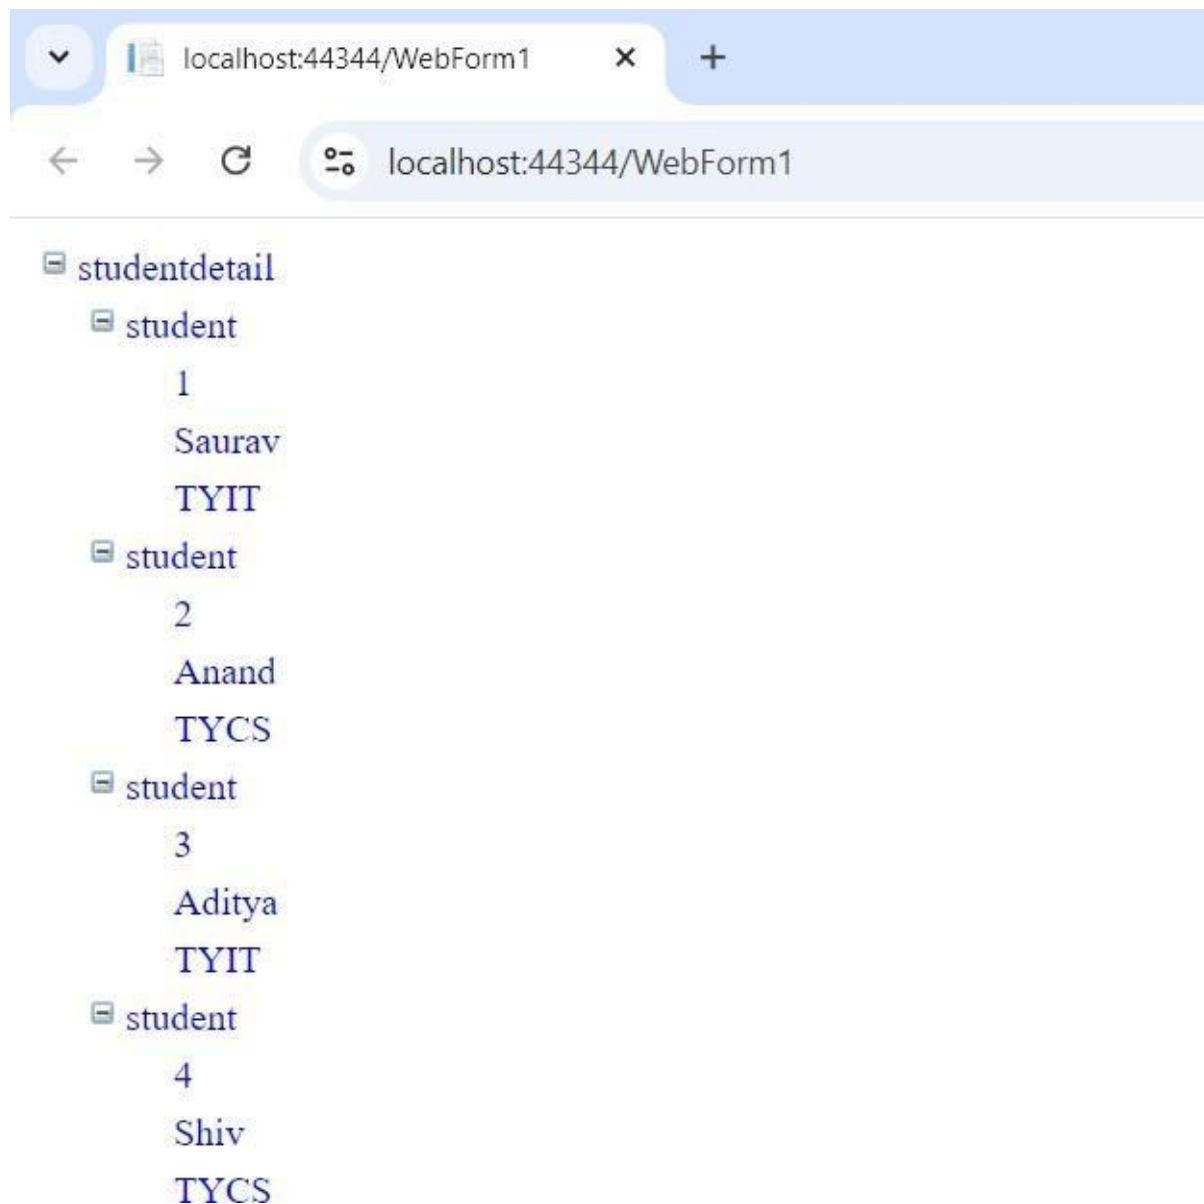 localhost:44344/WebForm1
localhost:44344/WebForm1
studentdetail
student
1
Saurav
TYIT
student
2
Anand
TYCS
student
3
Aditya
TYIT
student
4
Shiv
TYCS